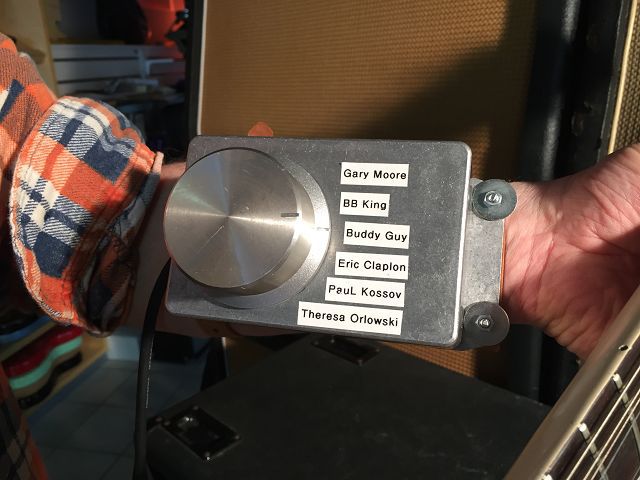 Gary Moore
BB King
Buddy Guy
Eric Claplon
PauL Kossov
Theresa Orlowski